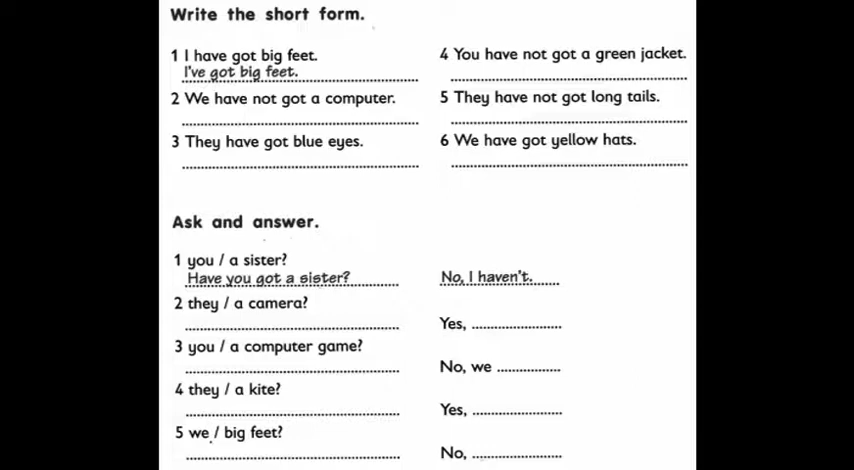 Write the short form.
1 I have got big feet.
I've got big feet.
2 We have not got a computer.
3 They have got blue eyes.
4 You have not got a green jacket.
5 They have not got long tails.
6 We have got yellow hats.
Ask and answer.
1 you / a sister?
Have you got a sister? No, I haven't.
2 they / a camera?
Yes,
3 you / a computer game?
No, we
4 they / a kite?
Yes,
5 we / big feet?
No,